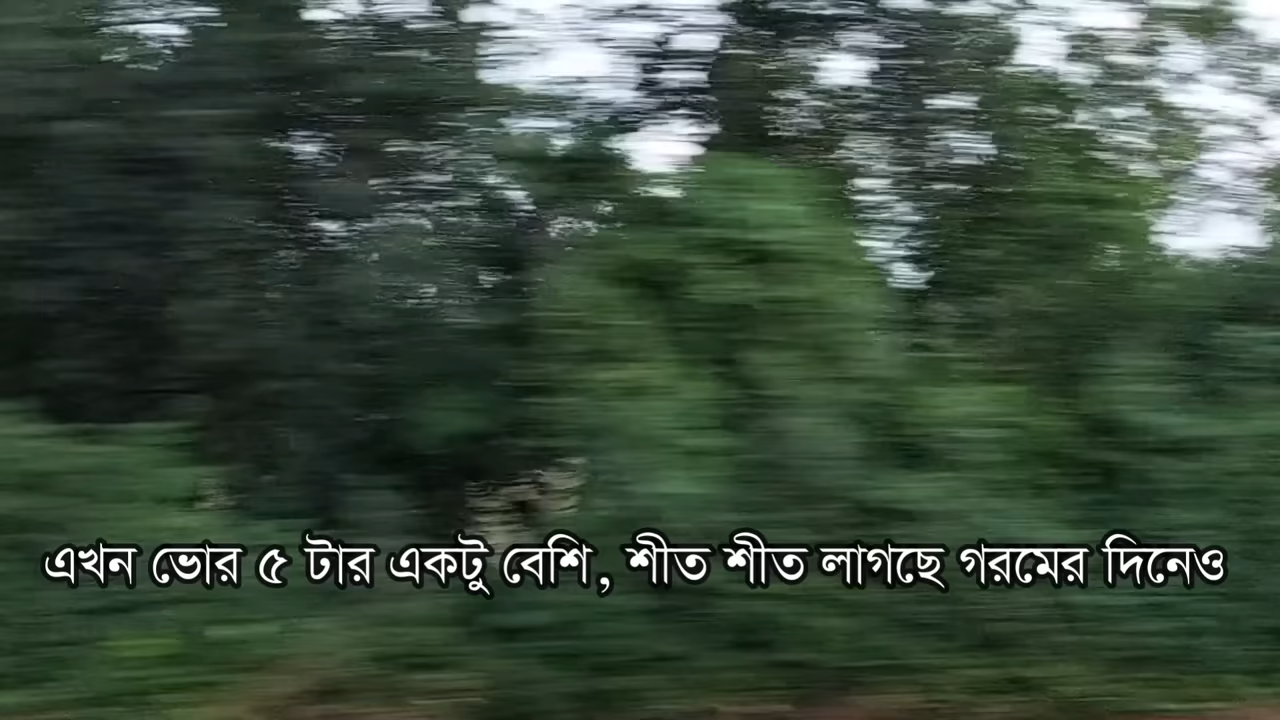 এখন ভোর ৫ টার একটু বেশি, শীত শীত লাগছে গরমের দিনেও